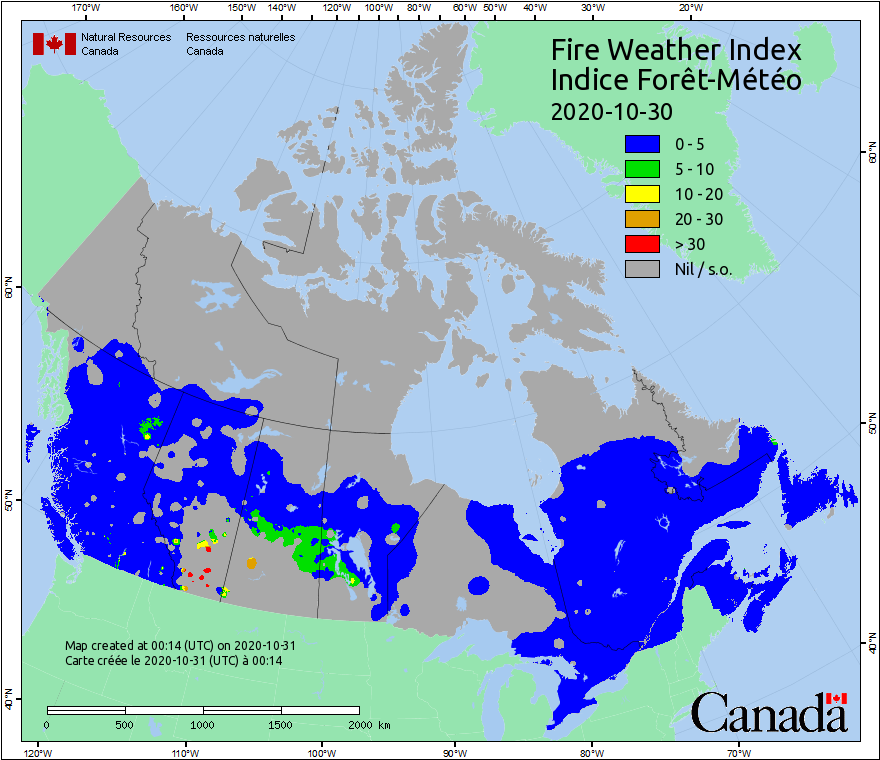 170°W 160°W 150°W 140°W 130°W 120°W 110°W 100°W 90°W 80°W 60°W 50°W 40°W 30°W 20°W
Natural Resources Ressources naturelles
Canada Canada
Fire Weather Index
Indice Forêt-Météo
2020-10-30
0 - 5
5 - 10
10 - 20
20 - 30
> 30
Nil / s.o.
60°N
60°N
50°N
50°N
40°N
40°N
Map created at 00:14 (UTC) on 2020-10-31
Carte créée le 2020-10-31 (UTC) à 00:14
0 500 1000 1500 2000 km
Canada
120°W 110°W 100°W 90°W 80°W 70°W